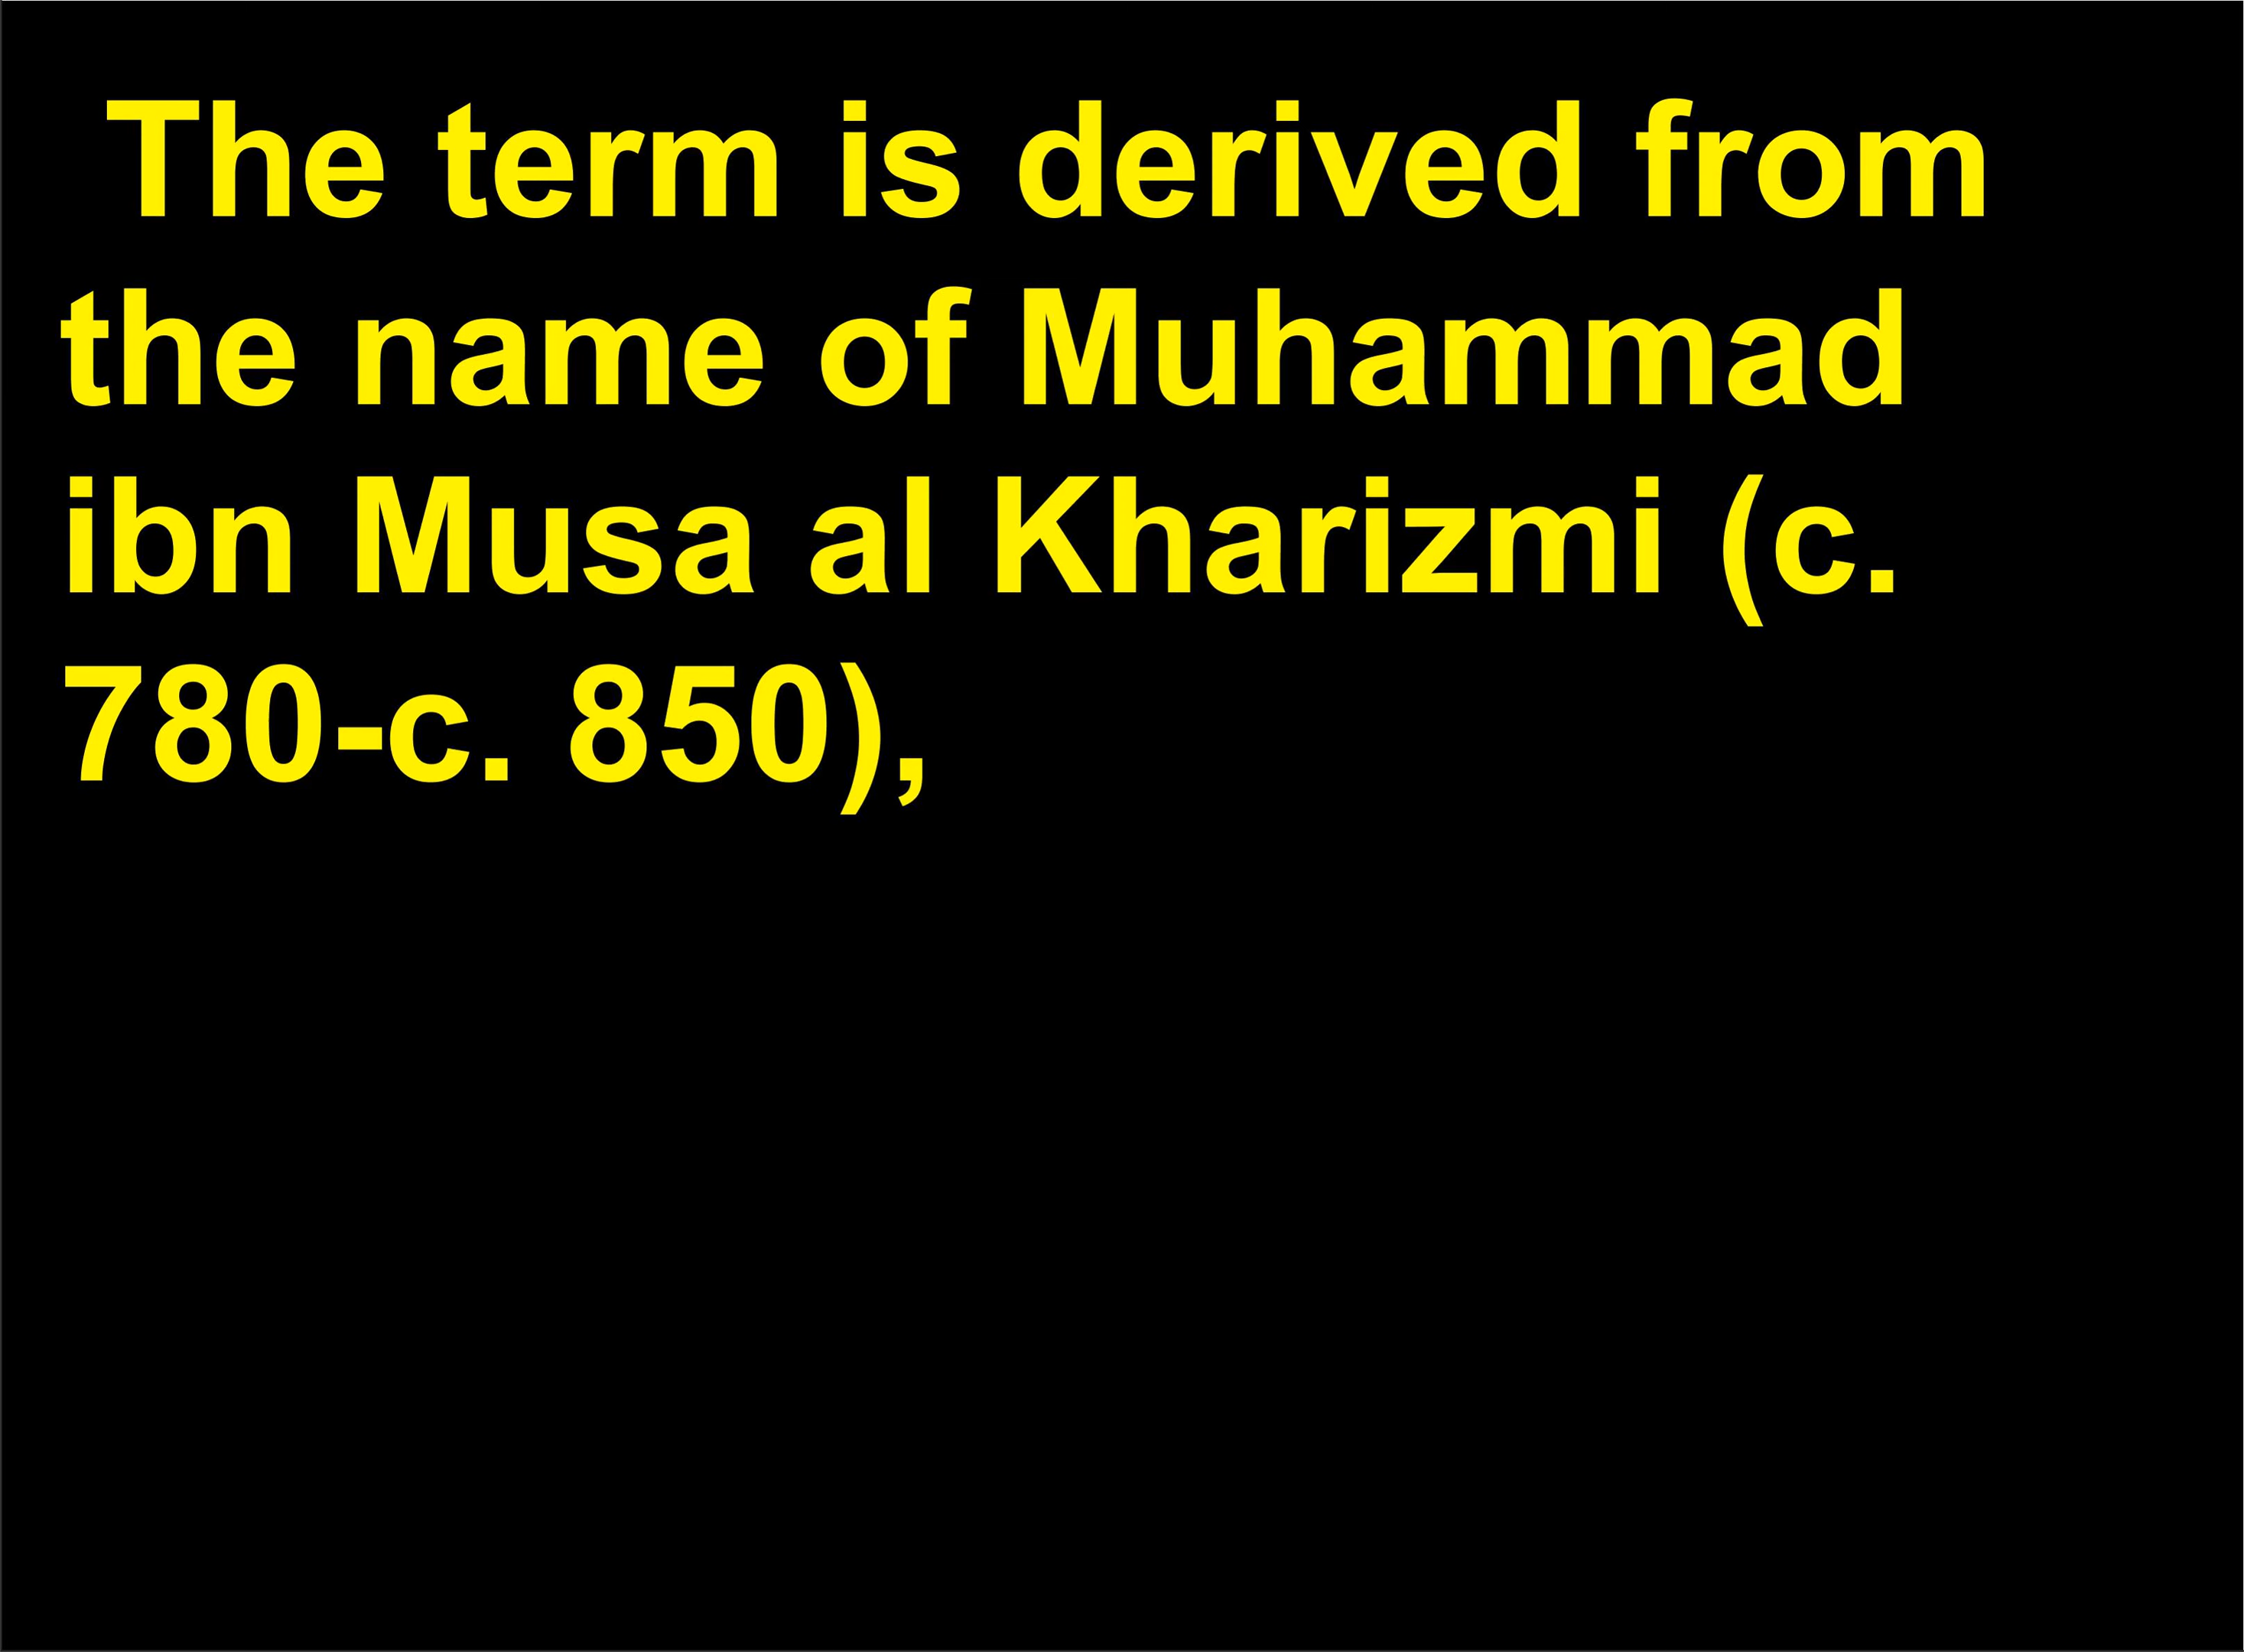 The term is derived from
the name of Muhammad
ibn Musa al Kharizmi (c.
780-c. 850),